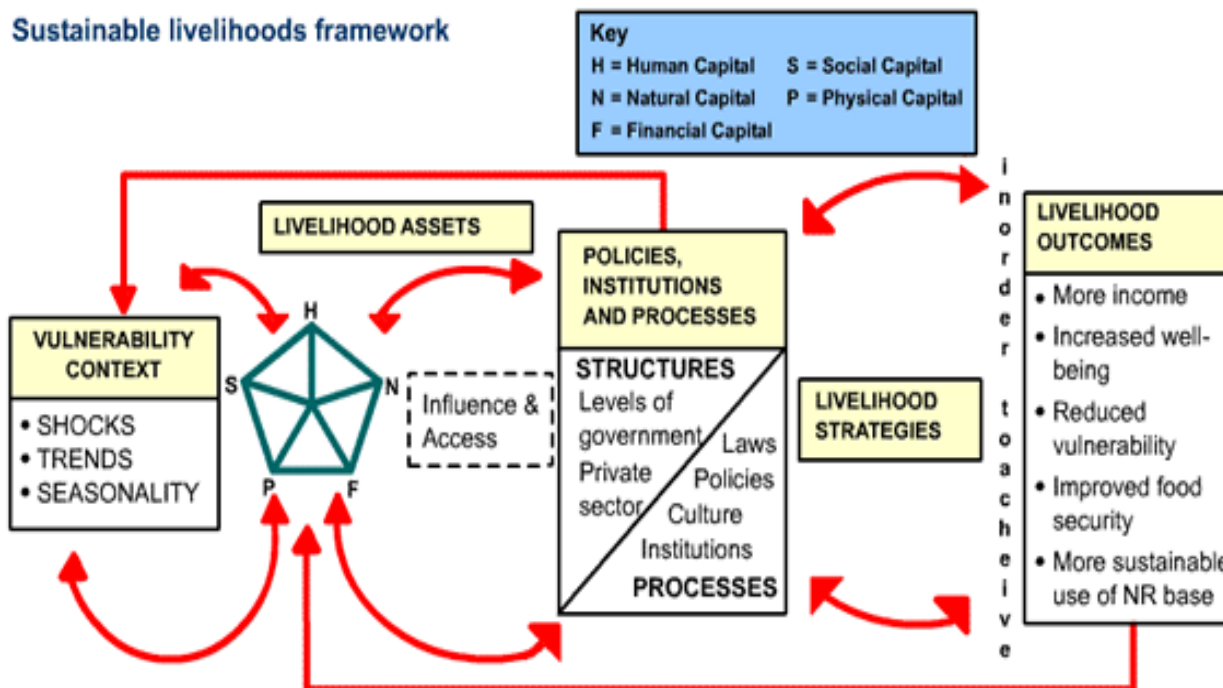 Sustainable livelihoods framework
Key
H = Human Capital S = Social Capital
N = Natural Capital P = Physical Capital
F = Financial Capital
LIVELIHOOD ASSETS
VULNERABILITY
CONTEXT
• SHOCKS
• TRENDS
• SEASONALITY
H
S
N
P
F
Influence &
Access
POLICIES,
INSTITUTIONS
AND PROCESSES
STRUCTURES
Levels of
government
Private
sector
Laws
Policies
Culture
Institutions
PROCESSES
LIVELIHOOD
STRATEGIES
inorder toacheive
LIVELIHOOD
OUTCOMES
• More income
• Increased well-
being
• Reduced
vulnerability
• Improved food
security
• More sustainable
use of NR base